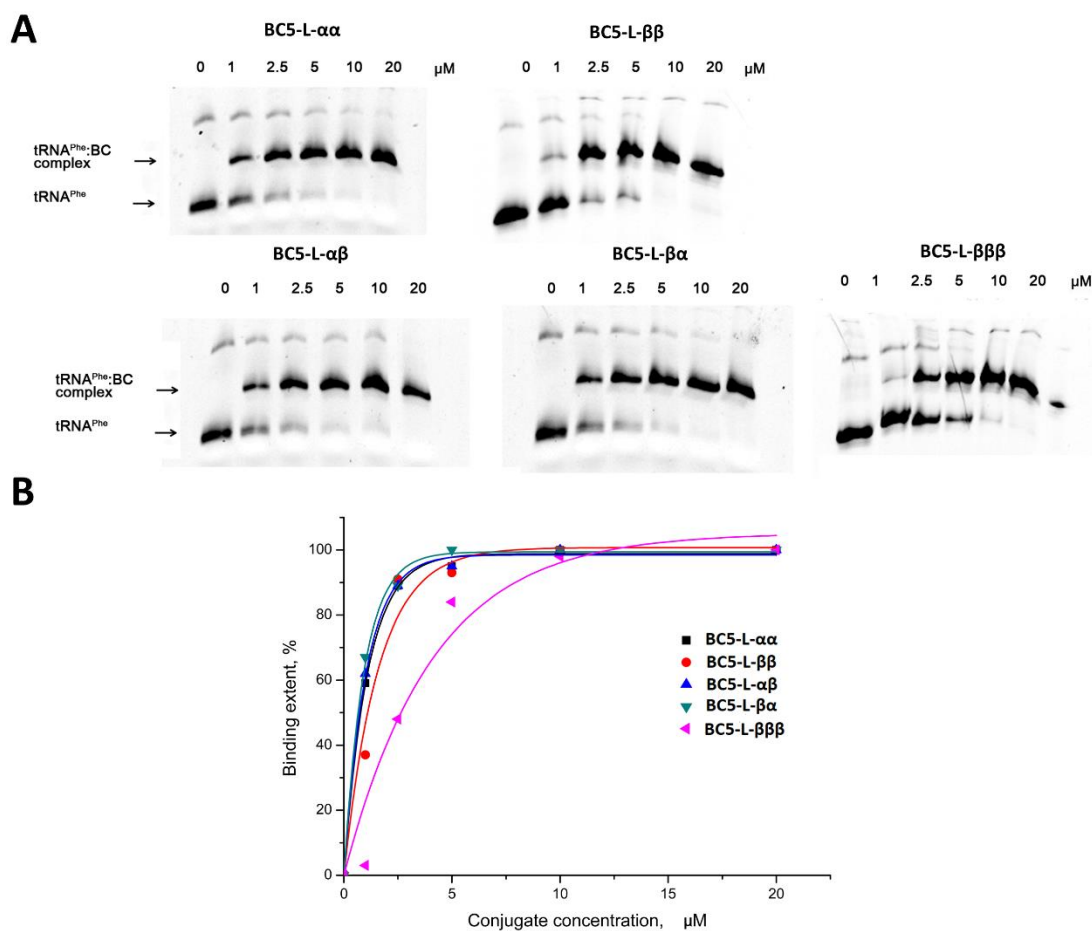 A
BC5-L-αα
BC5-L-ββ
0 1 2.5 5 10 20 μM
0 1 2.5 5 10 20 μM
tRNAPhe:BC
complex
tRNAPhe
BC5-L-αβ
BC5-L-βα
BC5-L-βββ
0 1 2.5 5 10 20
0 1 2.5 5 10 20
0 1 2.5 5 10 20 μM
tRNAPhe:BC
complex
tRNAPhe
B
Binding extent, %
100
80
60
40
20
0
BC5-L-αα
BC5-L-ββ
BC5-L-αβ
BC5-L-βα
BC5-L-βββ
0 5 10 15 20
Conjugate concentration, μM